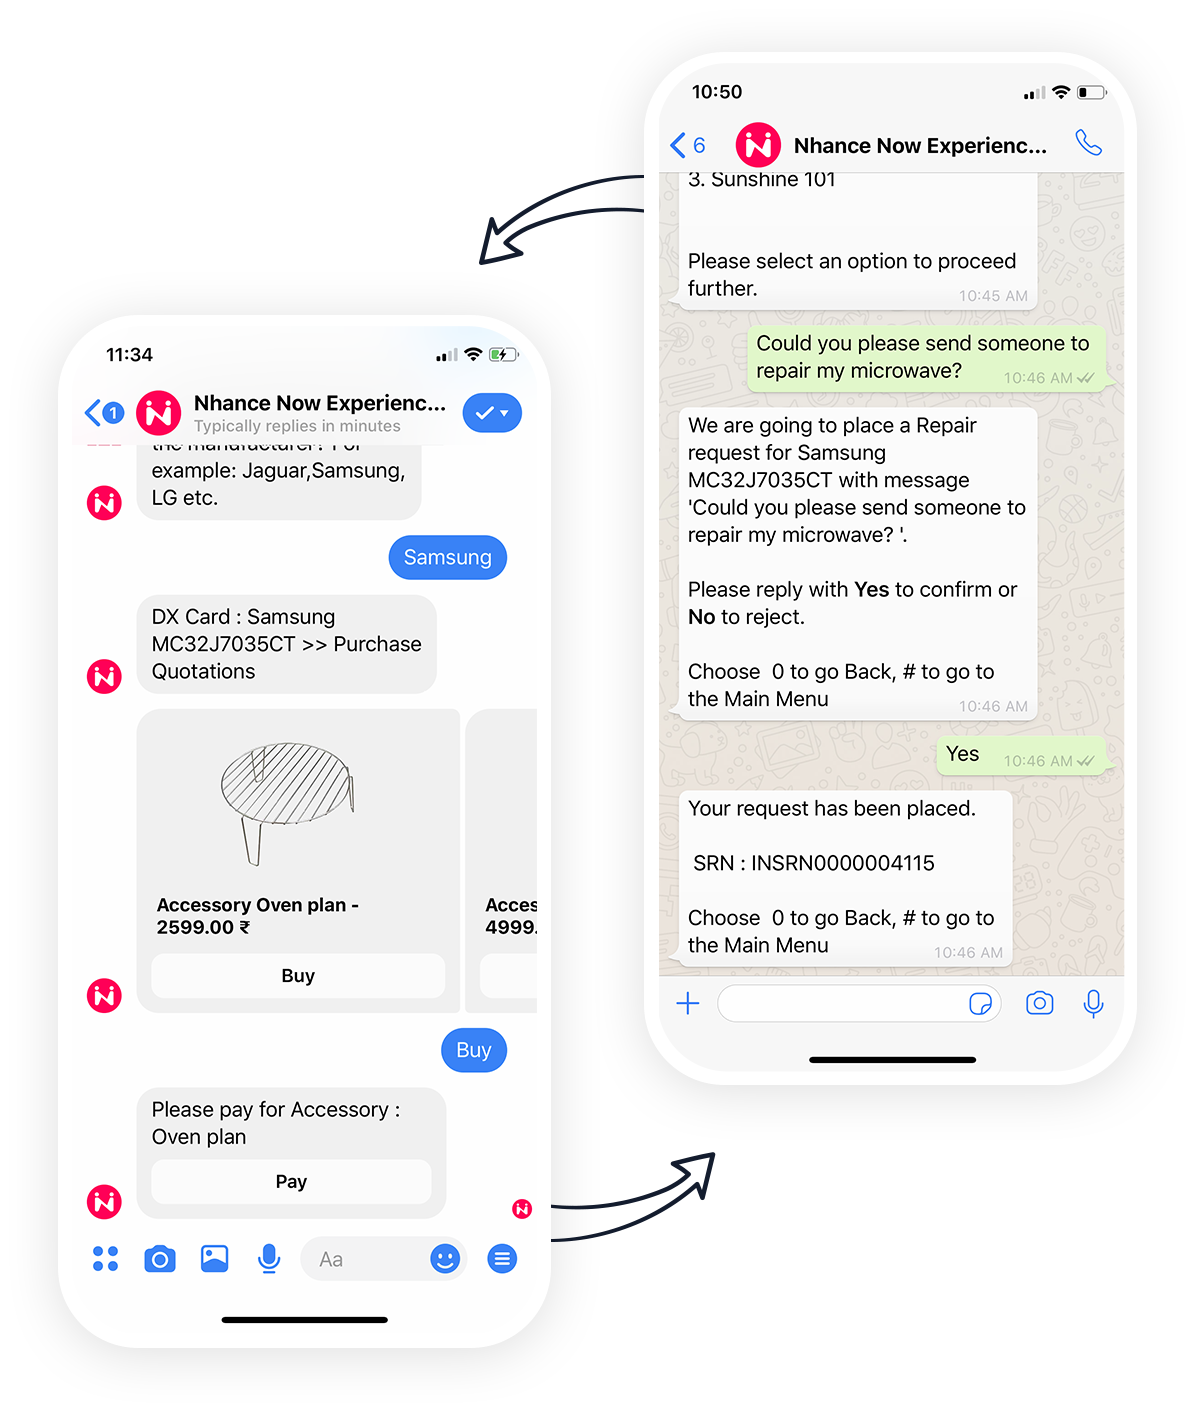 11:34
1
Nhance Now Experienc...
Typically replies in minutes
example: Jaguar,Samsung,
LG etc.
Samsung
DX Card : Samsung
MC32J7035CT >> Purchase
Quotations
Accessory Oven plan -
2599.00 ₹
Buy
Acces
4999.
Buy
Please pay for Accessory :
Oven plan
Pay
Aa
10:50
6
Nhance Now Experienc...
3. Sunshine 101
Please select an option to proceed
further.
10:45 AM
Could you please send someone to
repair my microwave?
10:46 AM
We are going to place a Repair
request for Samsung
MC32J7035CT with message
'Could you please send someone to
repair my microwave? '.
Please reply with Yes to confirm or
No to reject.
Choose 0 to go Back, # to go to
the Main Menu
10:46 AM
Yes
10:46 AM
Your request has been placed.
SRN : INSRN0000004115
Choose 0 to go Back, # to go to
the Main Menu
10:46 AM